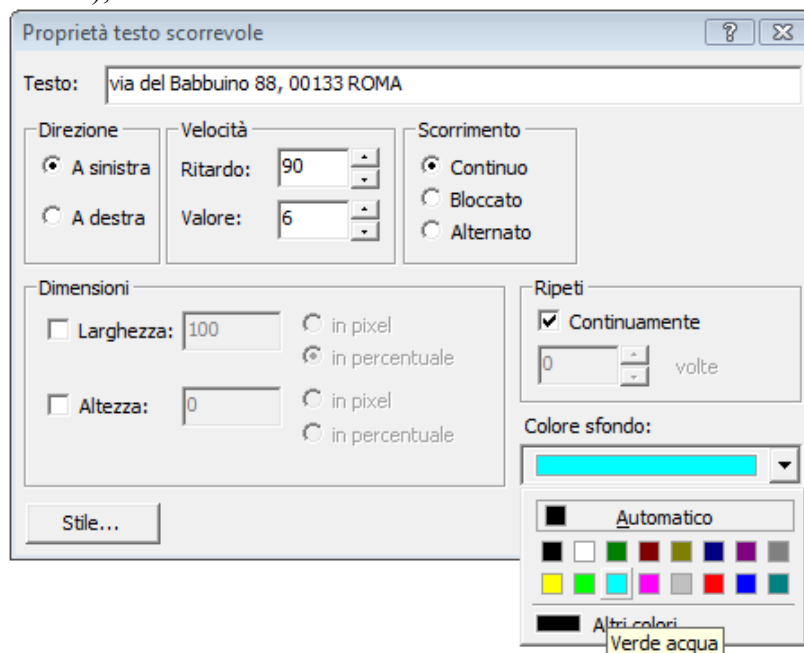 Proprietà testo scorrevole
Testo: via del Babbuino 88, 00133 ROMA
Direzione
A sinistra
A destra
Velocità
Ritardo: 90
Valore: 6
Scorrimento
Continuo
Bloccato
Alternato
Dimensioni
Larghezza: 100
in pixel
in percentuale
Altezza: 0
in pixel
in percentuale
Ripeti
Continuamente
0 volte
Colore sfondo:
Automatico
Altri colori
Verde acqua
Stile...